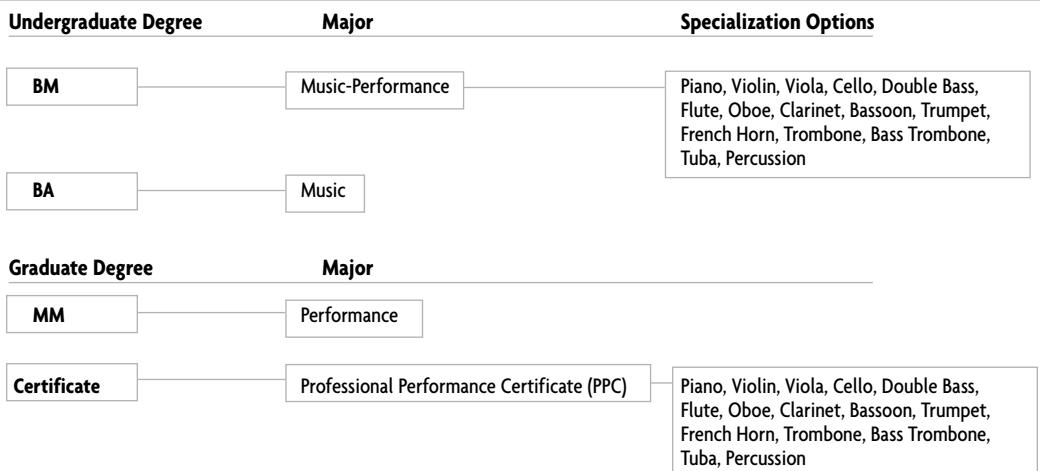 Undergraduate Degree Major Specialization Options
BM Music-Performance Piano, Violin, Viola, Cello, Double Bass,
Flute, Oboe, Clarinet, Bassoon, Trumpet,
French Horn, Trombone, Bass Trombone,
Tuba, Percussion
BA Music
Graduate Degree Major
MM Performance
Certificate Professional Performance Certificate (PPC) Piano, Violin, Viola, Cello, Double Bass,
Flute, Oboe, Clarinet, Bassoon, Trumpet,
French Horn, Trombone, Bass Trombone,
Tuba, Percussion